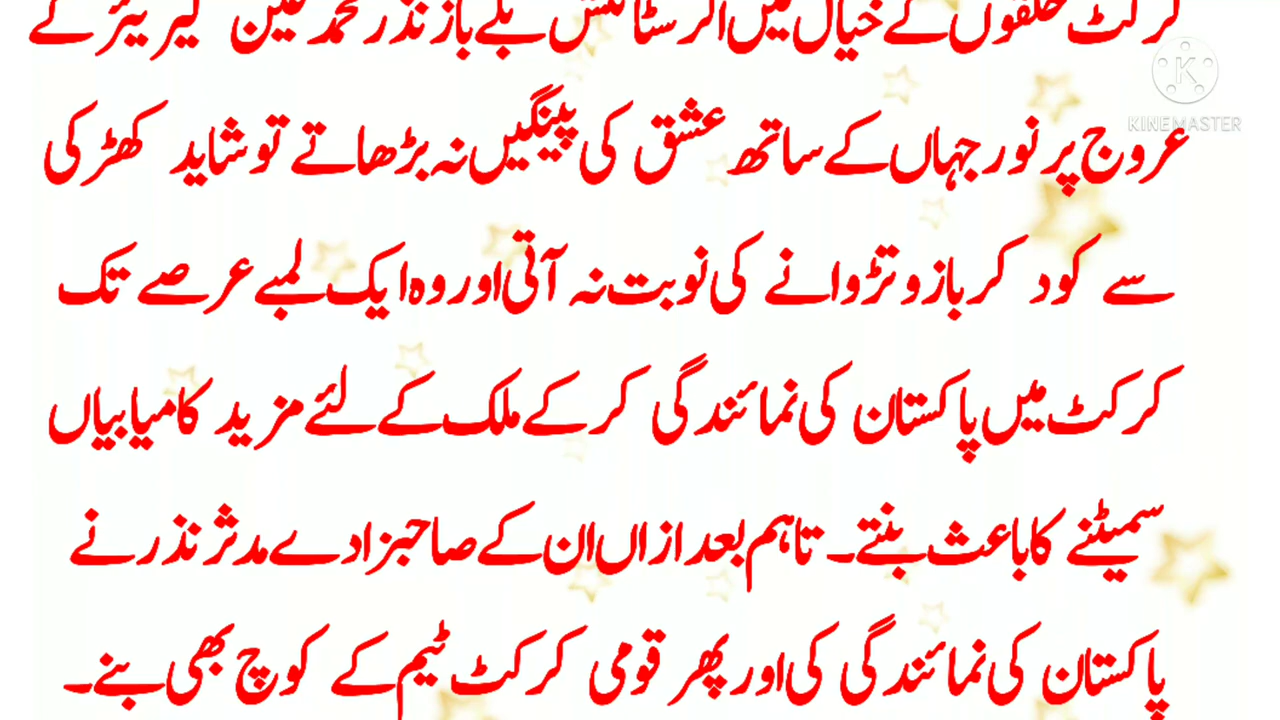 کرکٹ حلقوں کے خیال میں اگر سٹائلش بلے باز نذر محمد عین کیریئر کے
KINEMASTER
عروج پر نور جہاں کے ساتھ عشق کی پینگیں نہ بڑھاتے تو شاید کھڑکی
سے کود کر بازو تڑوانے کی نوبت نہ آتی اور وہ ایک لمبے عرصے تک
کرکٹ میں پاکستان کی نمائندگی کر کے ملک کے لئے مزید کامیابیاں
سمیٹنے کا باعث بنتے۔ تاہم بعد ازاں ان کے صاحبزادے مدثر نذر نے
پاکستان کی نمائندگی کی اور پھر قومی کرکٹ ٹیم کے کوچ بھی بنے۔